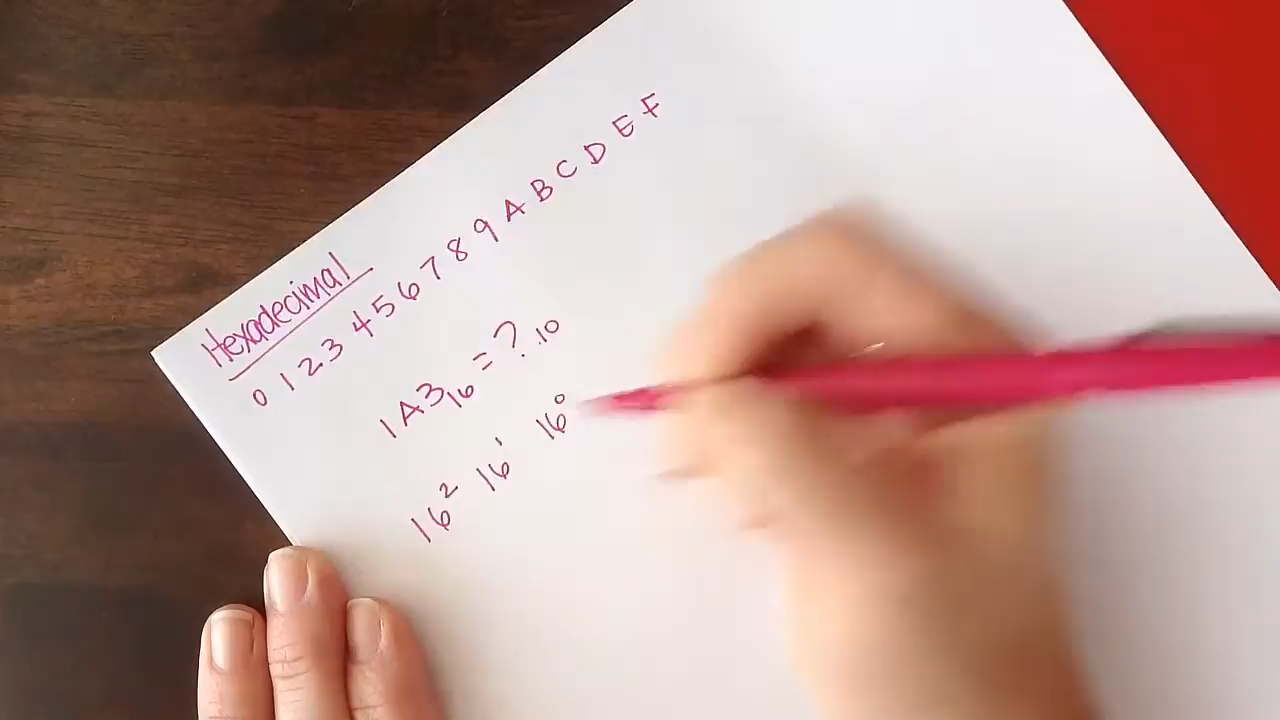 Hexadecimal
0 1 2 3 4 5 6 7 8 9 A B C D E F
1A3₁₆ = ?₁₀
16² 16¹ 16⁰